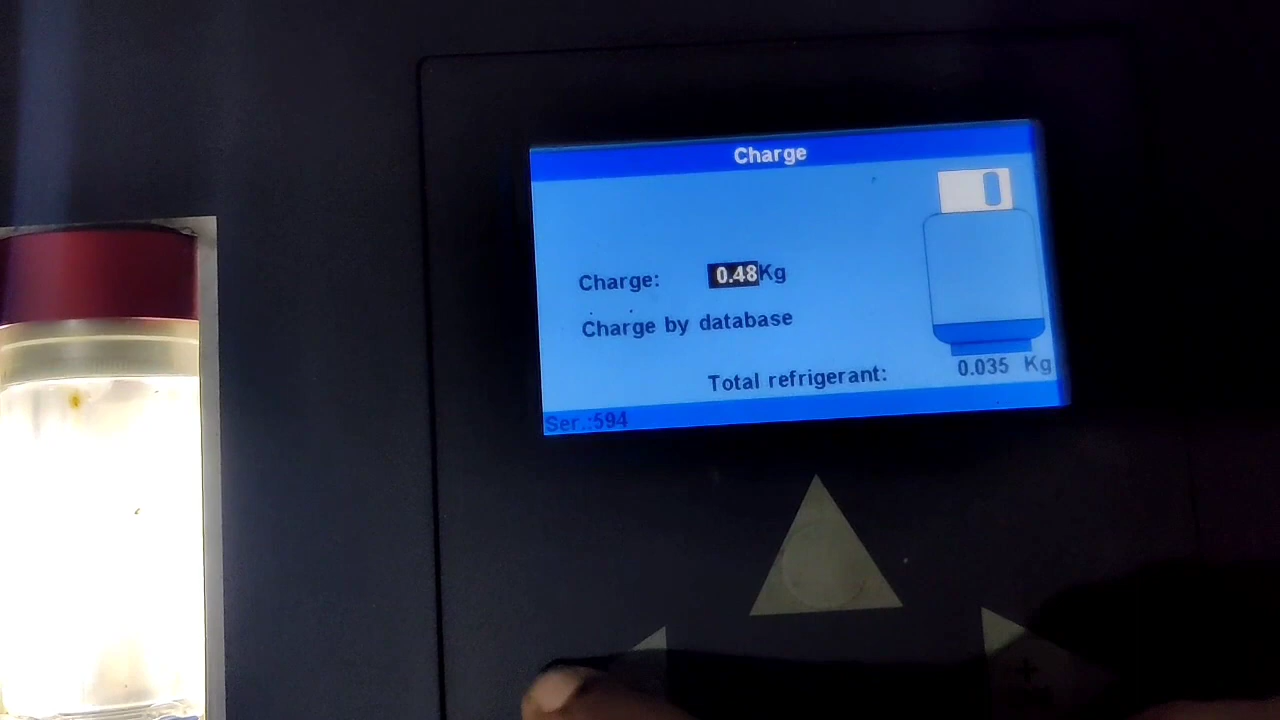 Charge
Charge: 0.48Kg
Charge by database
Total refrigerant: 0.035 Kg
Ser.:594
+